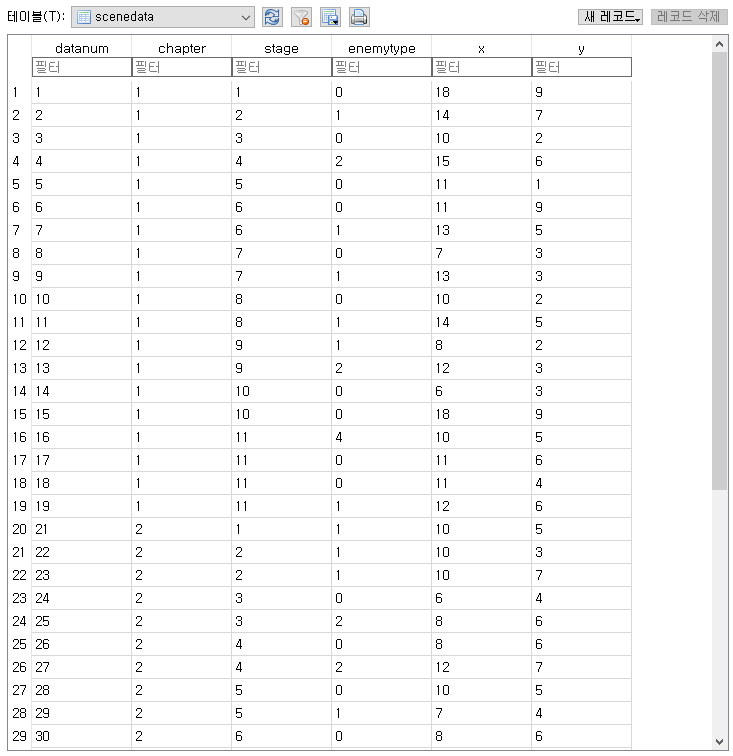 테이블(T): scenedata 새 레코드 레코드 삭제
datanum chapter stage enemytype x y
필터 필터 필터 필터 필터 필터
1 1 1 1 0 18 9
2 2 1 2 1 14 7
3 3 1 3 0 10 2
4 4 1 4 2 15 6
5 5 1 5 0 11 1
6 6 1 6 0 11 9
7 7 1 6 1 13 5
8 8 1 7 0 7 3
9 9 1 7 1 13 3
10 10 1 8 0 10 2
11 11 1 8 1 14 5
12 12 1 9 1 8 2
13 13 1 9 2 12 3
14 14 1 10 0 6 3
15 15 1 10 0 18 9
16 16 1 11 4 10 5
17 17 1 11 0 11 6
18 18 1 11 0 11 4
19 19 1 11 1 12 6
20 21 2 1 1 10 5
21 22 2 2 1 10 3
22 23 2 2 1 10 7
23 24 2 3 0 6 4
24 25 2 3 2 8 6
25 26 2 4 0 8 6
26 27 2 4 2 12 7
27 28 2 5 0 10 5
28 29 2 5 1 7 4
29 30 2 6 0 8 6